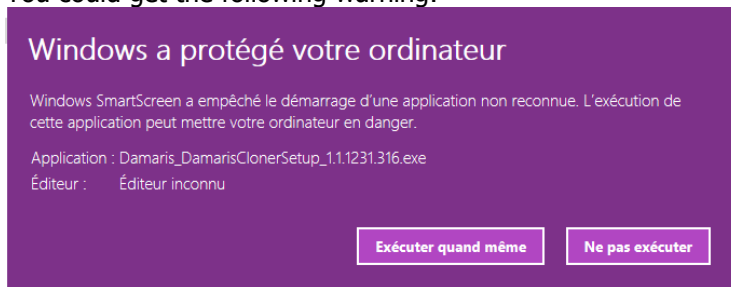 You could get the following warning:
Windows a protégé votre ordinateur
Windows SmartScreen a empêché le démarrage d'une application non reconnue. L'exécution de
cette application peut mettre votre ordinateur en danger.
Application : Damaris_DamarisClonerSetup_1.1.1231.316.exe
Éditeur : Éditeur inconnu
Exécuter quand même Ne pas exécuter